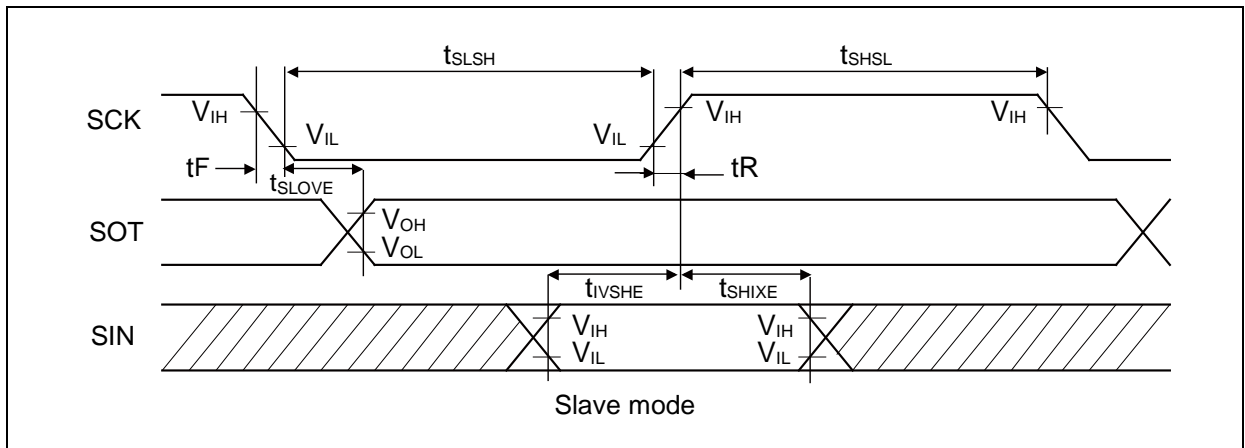 tSLSH
tSHSL
SCK
VIH
VIL
VIL
VIH
VIH
tF
tSLOVE
tR
SOT
VOH
VOL
tIVSHE
tSHIXE
SIN
VIH
VIL
VIH
VIL
Slave mode